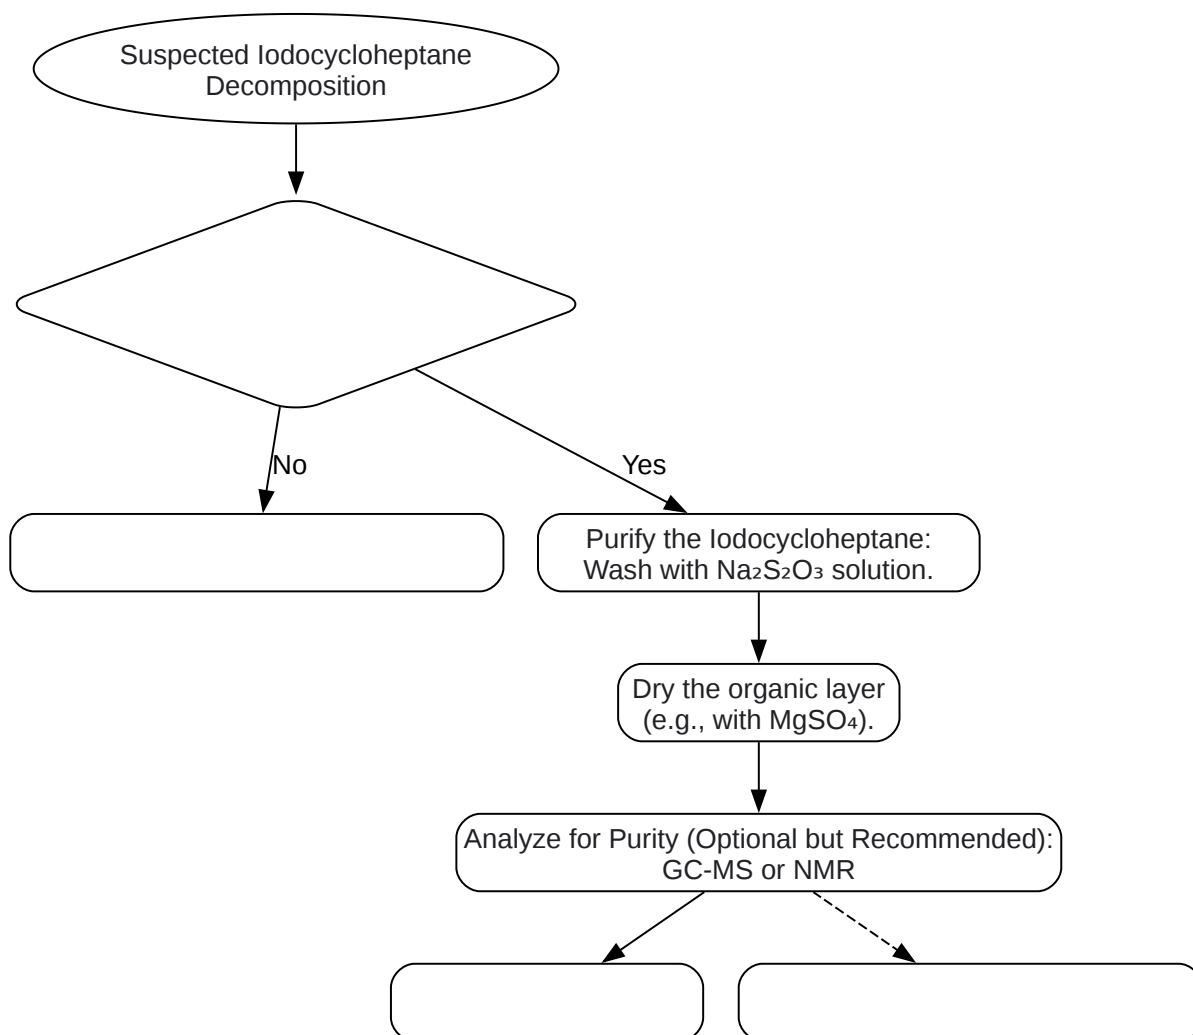 Suspected Iodocycloheptane
Decomposition
No
Yes
Purify the Iodocycloheptane:
Wash with Na₂S₂O₃ solution.
Dry the organic layer
(e.g., with MgSO₄).
Analyze for Purity (Optional but Recommended):
GC-MS or NMR